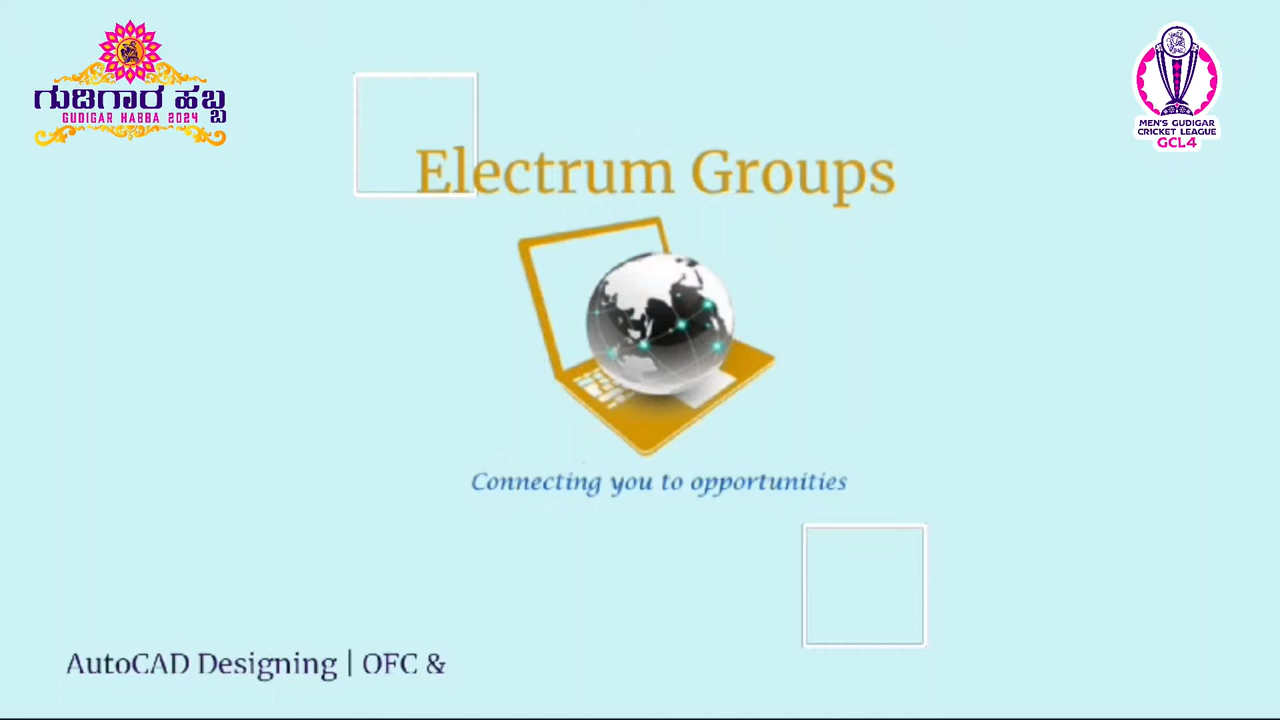 ಗುಡಿಗಾರ ಹಬ್ಬ
GUDIGAR HABBA 2024
MEN'S GUDIGAR
CRICKET LEAGUE
GCL4
Electrum Groups
Connecting you to opportunities
AutoCAD Designing | OFC &